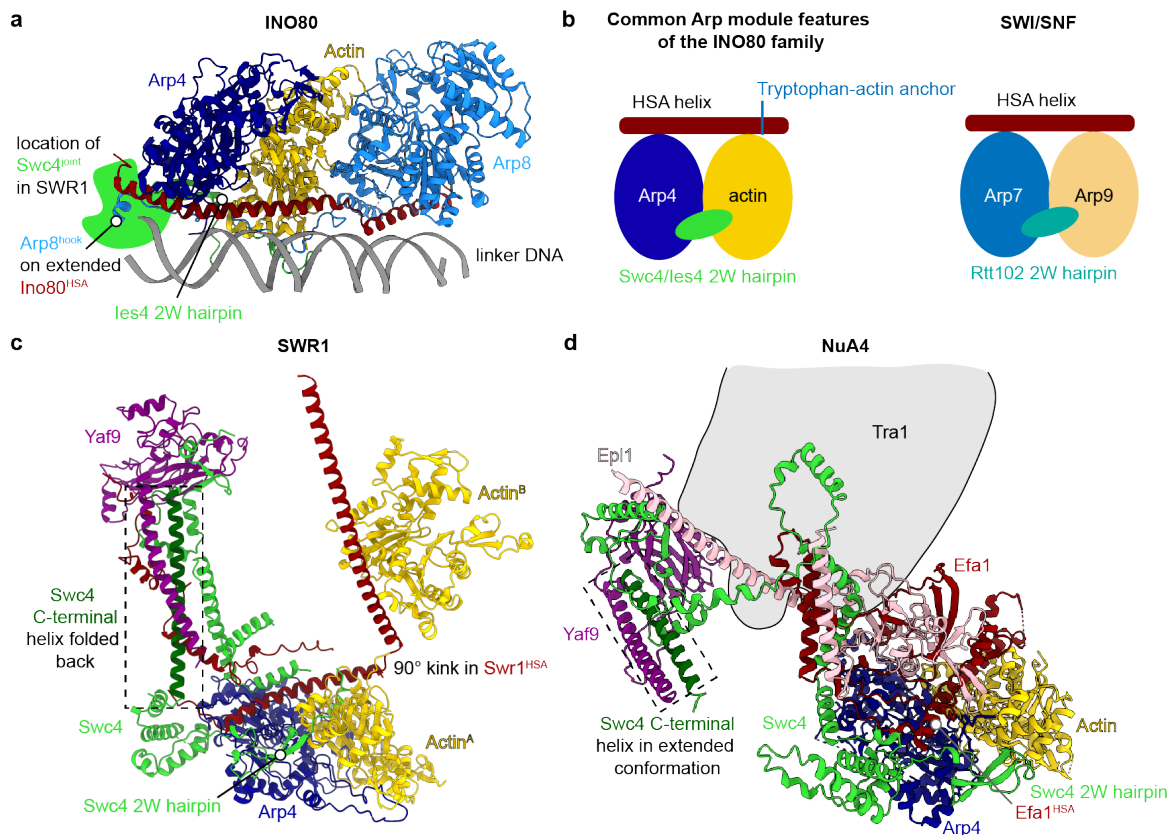 a
INO80
Arp4
Actin
Arp8
location of
Swc4joint
in SWR1
Arp8hook
on extended
Ino80HSA
Ies4 2W hairpin
linker DNA
b
Common Arp module features
of the INO80 family
SWI/SNF
Tryptophan-actin anchor
HSA helix
Arp4
actin
Swc4/Ies4 2W hairpin
HSA helix
Arp7
Arp9
Rtt102 2W hairpin
c
SWR1
Yaf9
ActinB
Swc4
C-terminal
helix folded
back
90° kink in Swr1HSA
Swc4
ActinA
Swc4 2W hairpin
Arp4
d
NuA4
Tra1
Epl1
Efa1
Yaf9
Swc4 C-terminal
helix in extended
conformation
Swc4
Actin
Swc4 2W hairpin
Efa1HSA
Arp4